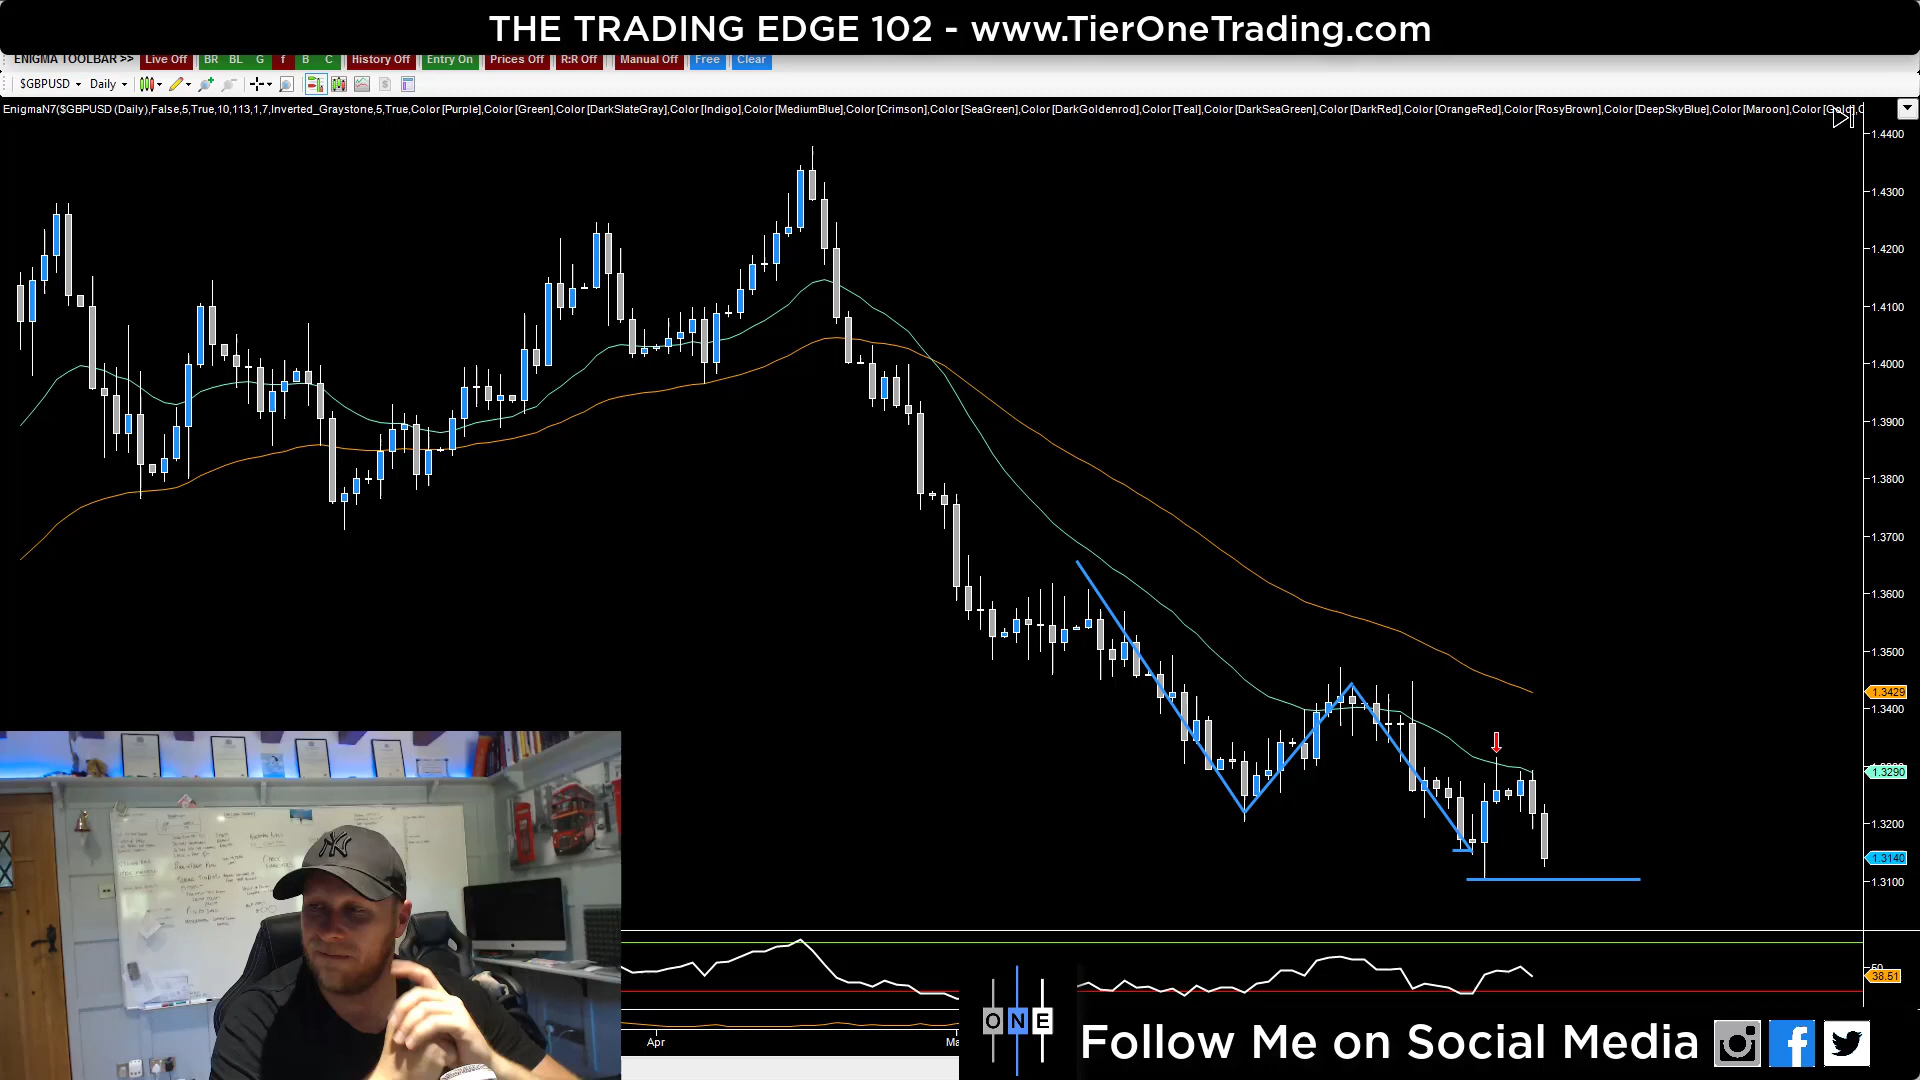 THE TRADING EDGE 102 - www.TierOneTrading.com
ENIGMA TOOLBAR >> Live Off BR BL G f B C History Off Entry On Prices Off R:R Off Manual Off Free Clear
$GBPUSD Daily
EnigmaN7($GBPUSD (Daily),False,5,True,10,113,1,7,Inverted_Graystone,5,True,Color [Purple],Color [Green],Color [DarkSlateGray],Color [Indigo],Color [MediumBlue],Color [Crimson],Color [SeaGreen],Color [DarkGoldenrod],Color [Teal],Color [DarkSeaGreen],Color [DarkRed],Color [OrangeRed],Color [RosyBrown],Color [DeepSkyBlue],Color [Maroon],Color [Gold],C
1.4400
1.4300
1.4200
1.4100
1.4000
1.3900
1.3800
1.3700
1.3600
1.3500
1.3429
1.3400
1.3290
1.3200
1.3140
1.3100
50
38.51
Apr
Ma
ONE
Follow Me on Social Media